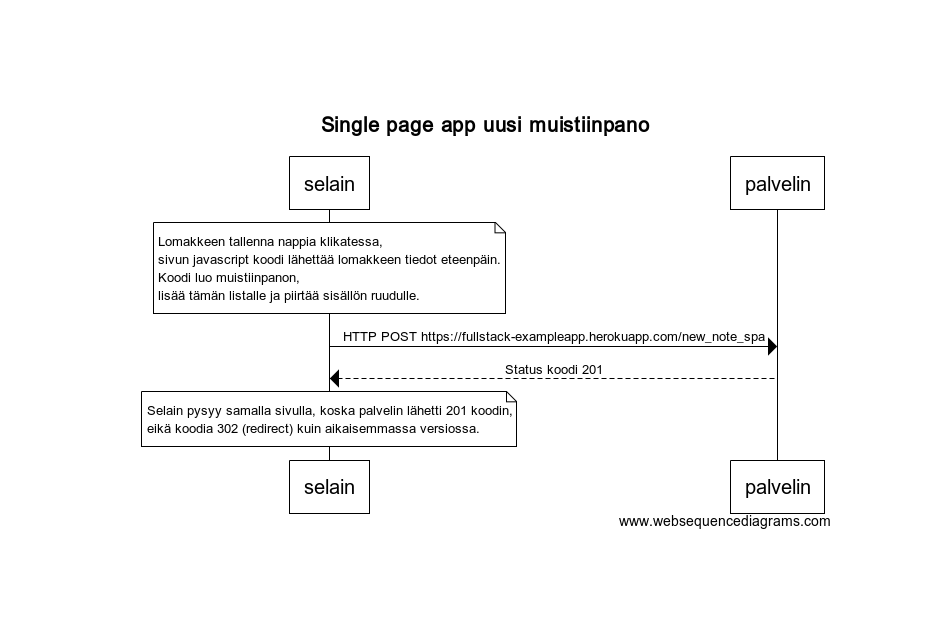 Single page app uusi muistiinpano
selain
palvelin
Lomakkeen tallenna nappia klikatessa,
sivun javascript koodi lähettää lomakkeen tiedot eteenpäin.
Koodi luo muistiinpanon,
lisää tämän listalle ja piirtää sisällön ruudulle.
HTTP POST https://fullstack-exampleapp.herokuapp.com/new_note_spa
Status koodi 201
Selain pysyy samalla sivulla, koska palvelin lähetti 201 koodin,
eikä koodia 302 (redirect) kuin aikaisemmassa versiossa.
selain
palvelin
www.websequencediagrams.com